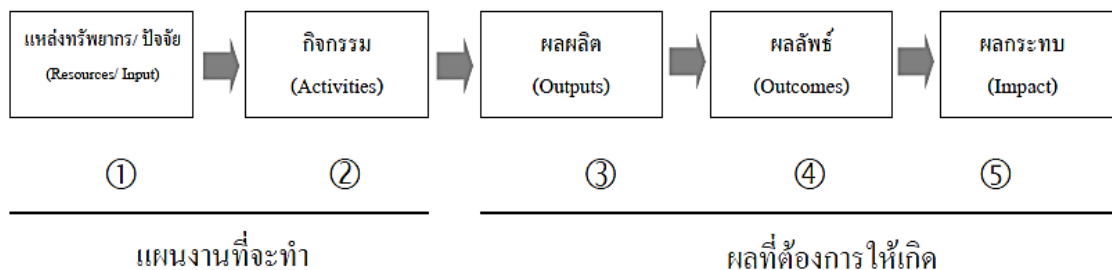 แหล่งทรัพยากร/ ปัจจัย
(Resources/ Input)
กิจกรรม
(Activities)
ผลผลิต
(Outputs)
ผลลัพธ์
(Outcomes)
ผลกระทบ
(Impact)
①
②
③
④
⑤
แผนงานที่จะทำ
ผลที่ต้องการให้เกิด